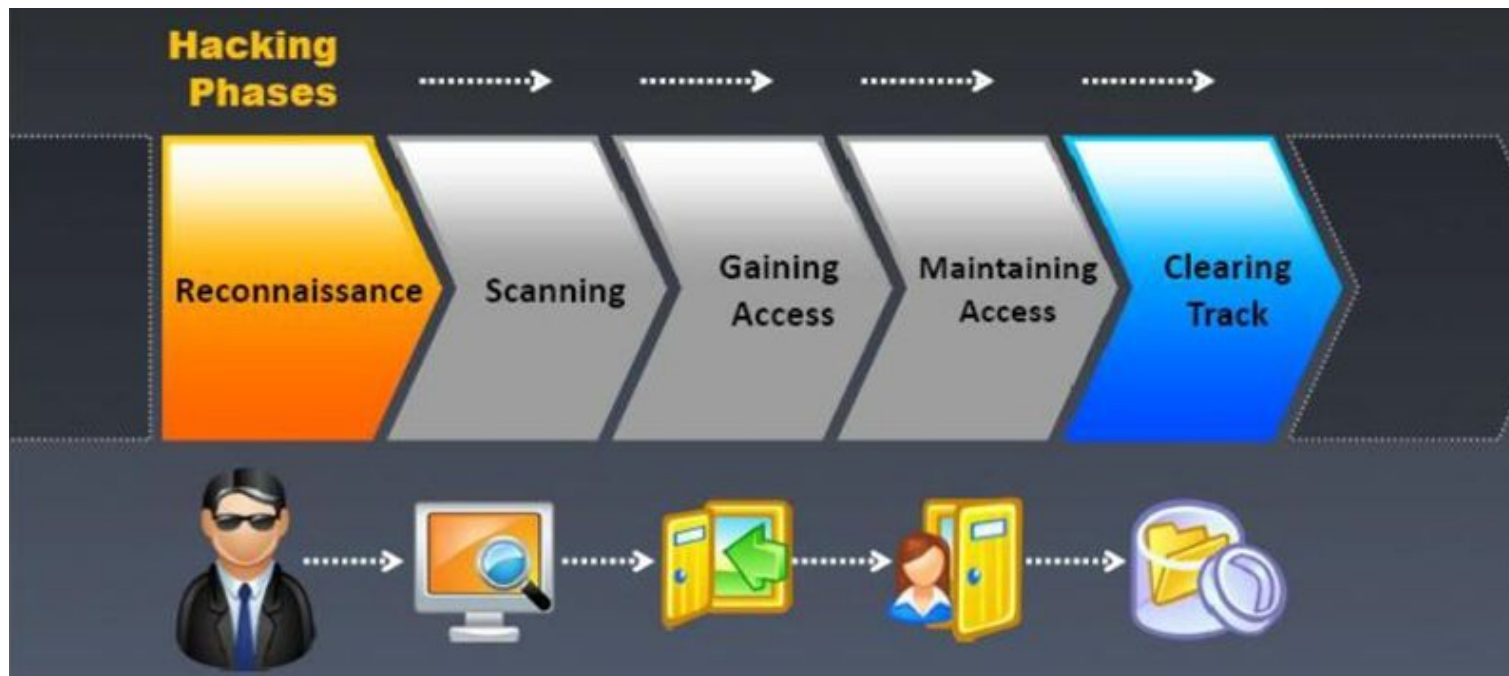 Hacking
Phases
Reconnaissance
Scanning
Gaining
Access
Maintaining
Access
Clearing
Track